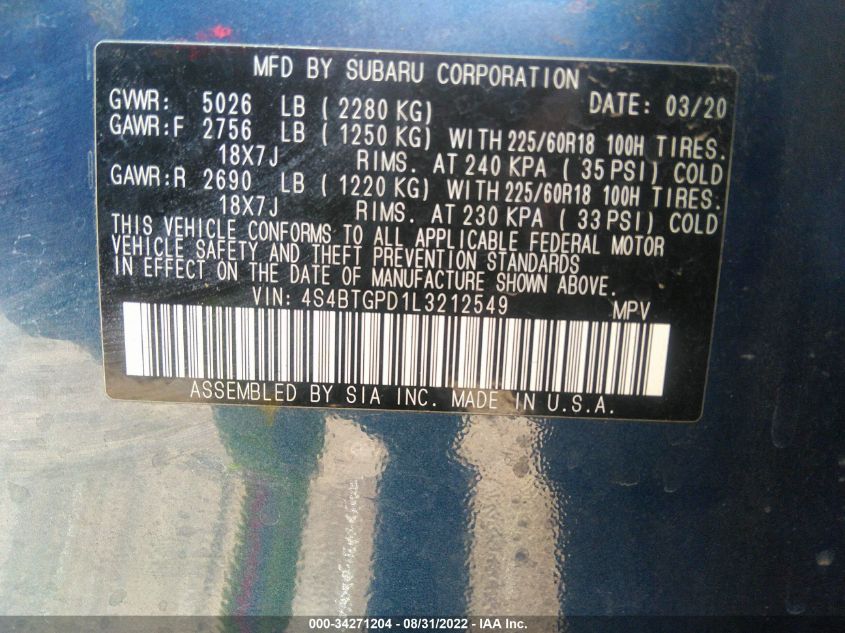 MFD BY SUBARU CORPORATION
GVWR: 5026 LB ( 2280 KG) DATE: 03/20
GAWR:F 2756 LB ( 1250 KG) WITH 225/60R18 100H TIRES.
18X7J RIMS. AT 240 KPA ( 35 PSI) COLD
GAWR:R 2690 LB ( 1220 KG) WITH 225/60R18 100H TIRES.
18X7J RIMS. AT 230 KPA ( 33 PSI) COLD
THIS VEHICLE CONFORMS TO ALL APPLICABLE FEDERAL MOTOR
VEHICLE SAFETY AND THEFT PREVENTION STANDARDS
IN EFFECT ON THE DATE OF MANUFACTURE SHOWN ABOVE.
VIN: 4S4BTGPD1L3212549 MPV
ASSEMBLED BY SIA INC. MADE IN U.S.A.
000-34271204 - 08/31/2022 - IAA Inc.